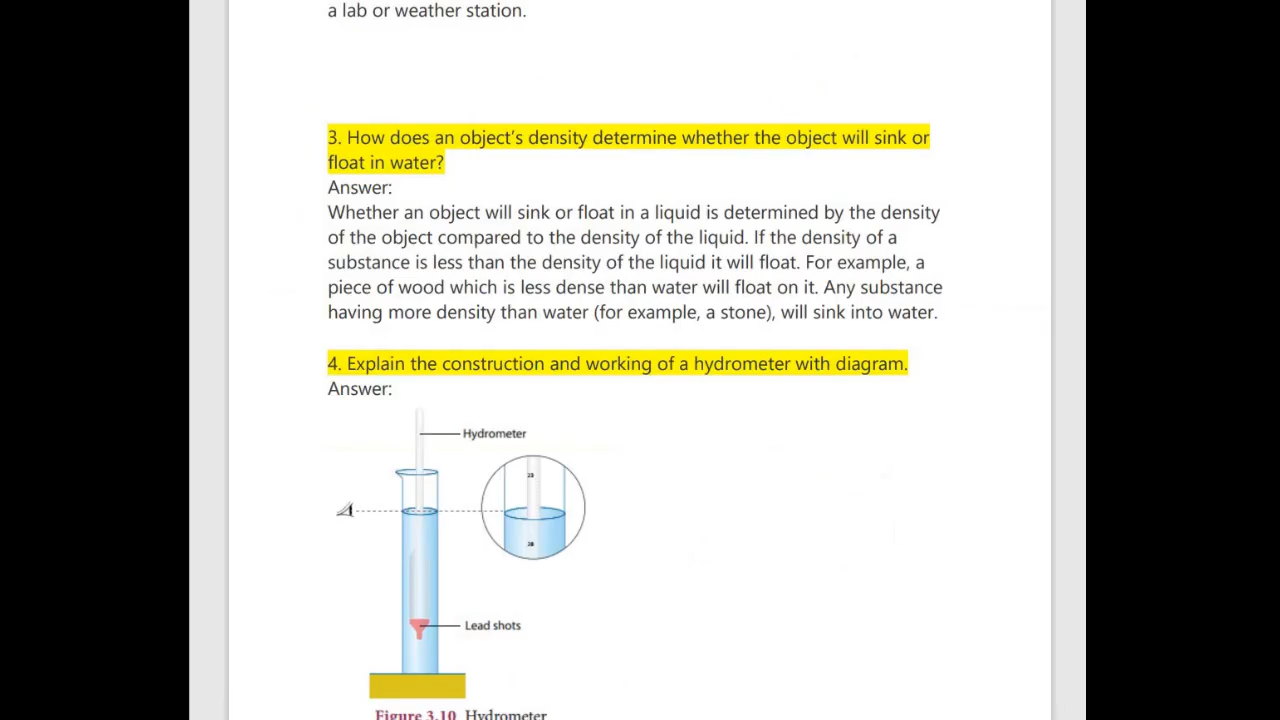 a lab or weather station.
3. How does an object’s density determine whether the object will sink or
float in water?
Answer:
Whether an object will sink or float in a liquid is determined by the density
of the object compared to the density of the liquid. If the density of a
substance is less than the density of the liquid it will float. For example, a
piece of wood which is less dense than water will float on it. Any substance
having more density than water (for example, a stone), will sink into water.
4. Explain the construction and working of a hydrometer with diagram.
Answer:
Hydrometer
Lead shots
Figure 3.10 Hydrometer